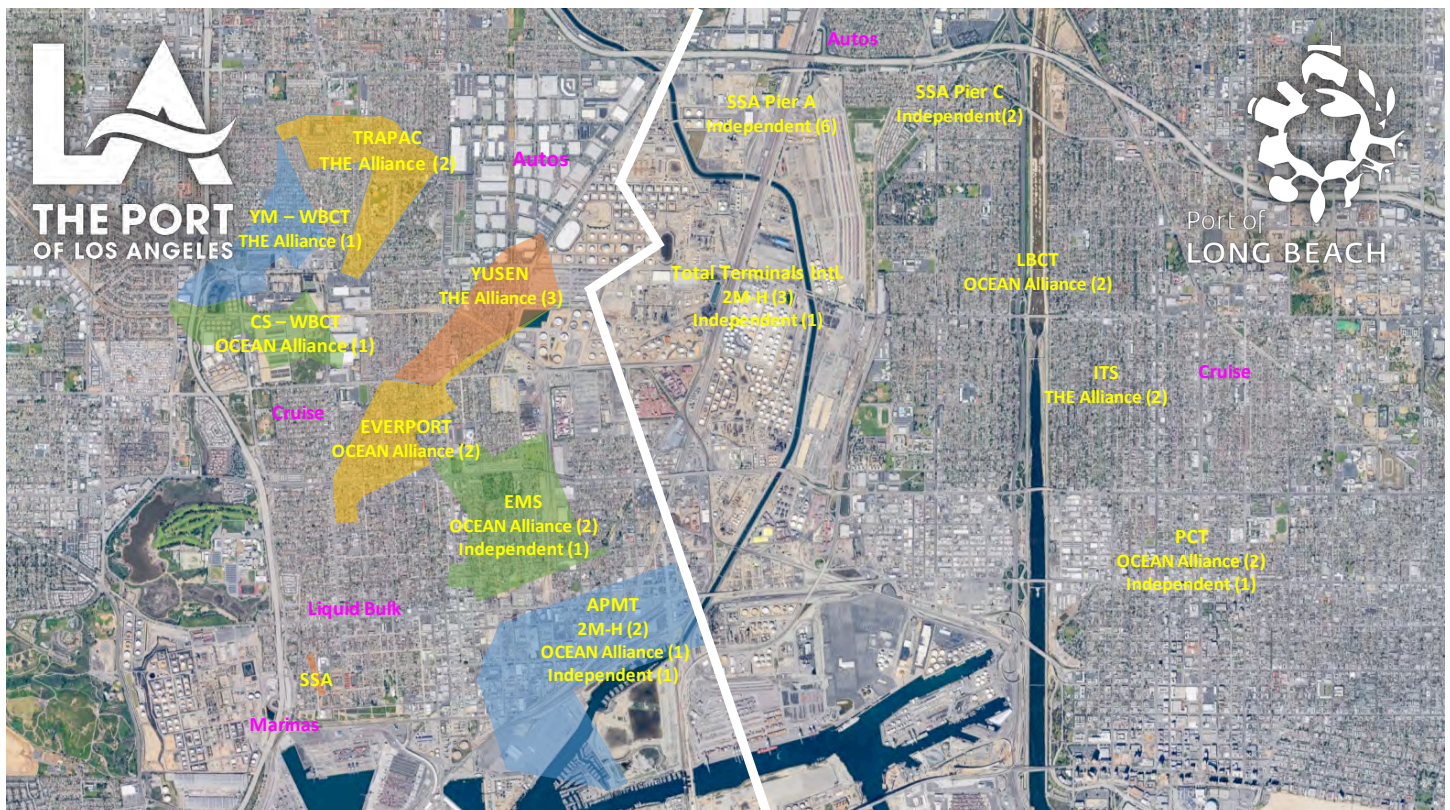 LA
THE PORT
OF LOS ANGELES
TRAPAC
THE Alliance (2)
Autos
YM – WBCT
THE Alliance (1)
YUSEN
THE Alliance (3)
CS – WBCT
OCEAN Alliance (1)
Cruise
EVERPORT
OCEAN Alliance (2)
EMS
OCEAN Alliance (2)
Independent (1)
Liquid Bulk
APMT
2M-H (2)
OCEAN Alliance (1)
Independent (1)
SSA
Marinas
Autos
SSA Pier A
Independent (6)
SSA Pier C
Independent(2)
Port of
LONG BEACH
Total Terminals Intl.
2M-H (3)
Independent (1)
LBCT
OCEAN Alliance (2)
ITS
THE Alliance (2)
Cruise
PCT
OCEAN Alliance (2)
Independent (1)